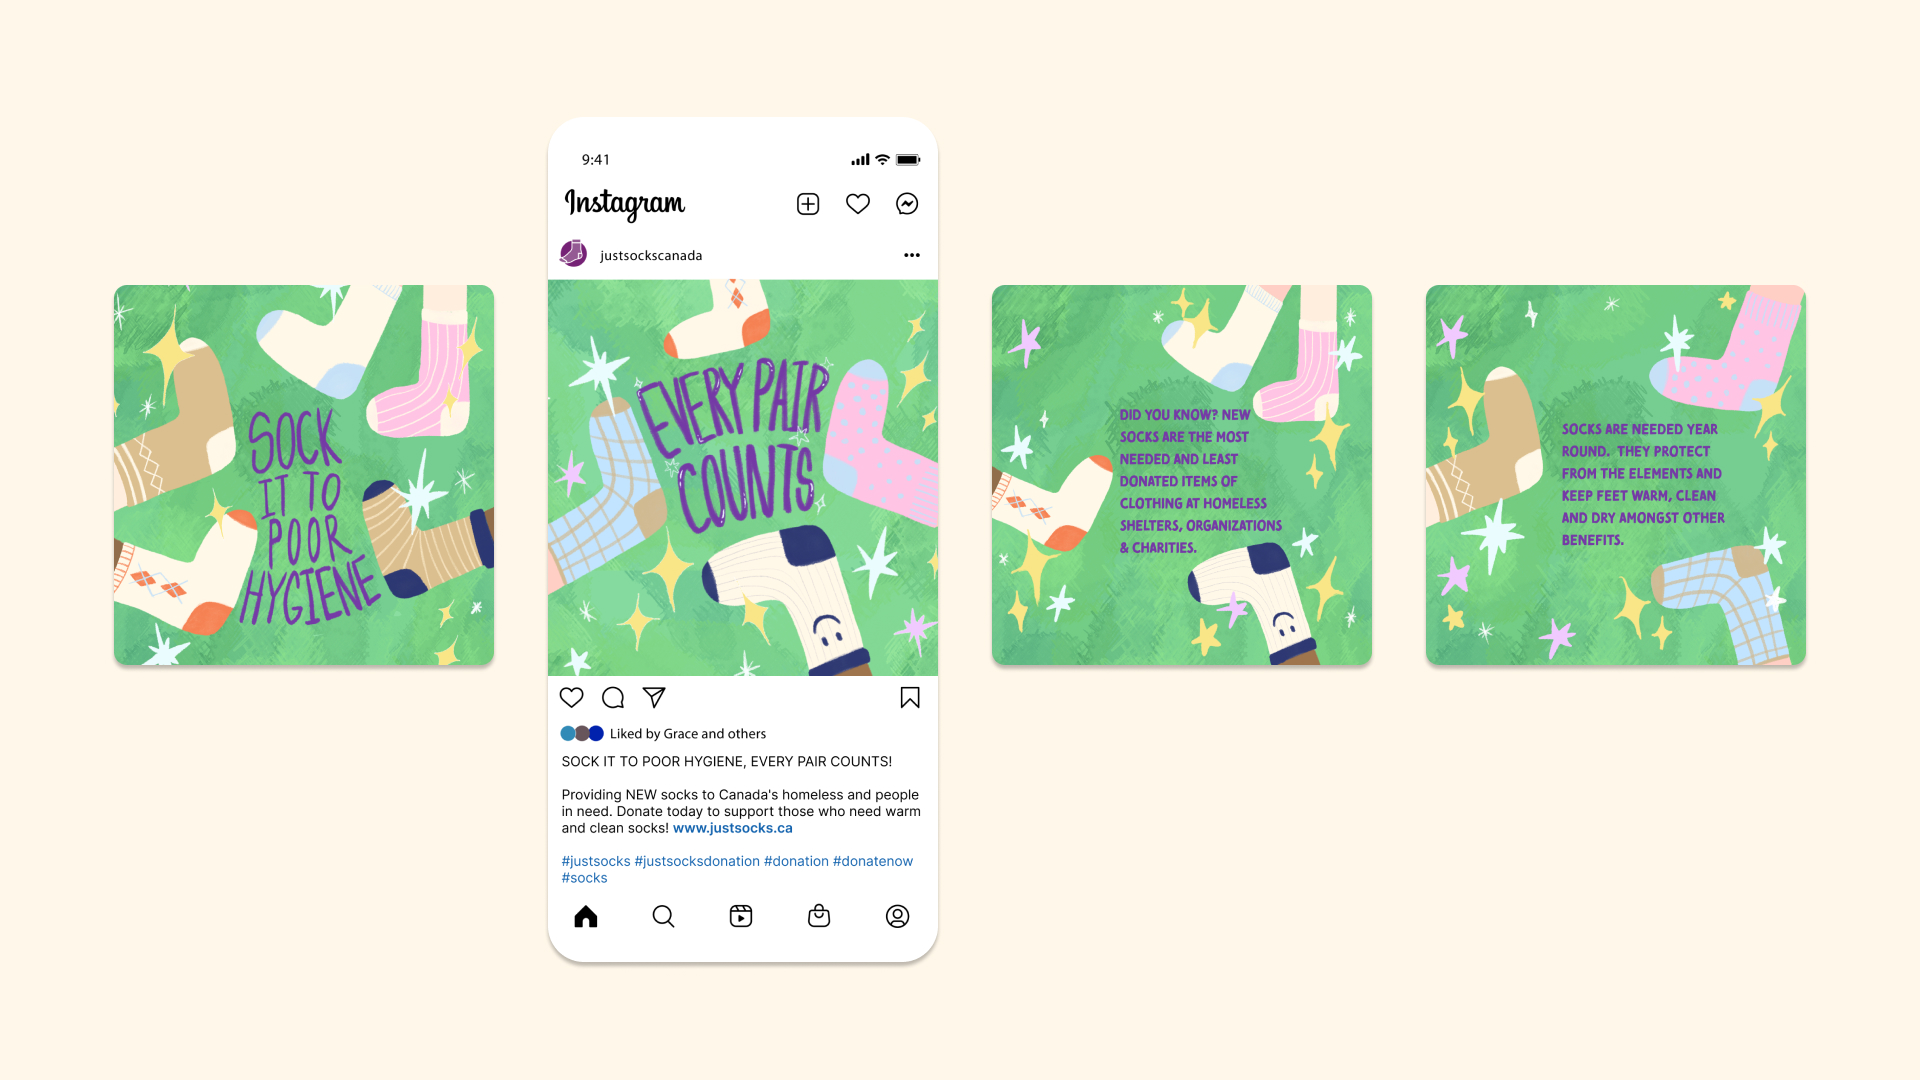 SOCK
IT TO
POOR
HYGIENE
9:41
Instagram
justsockscanada
EVERY PAIR
COUNTS
Liked by Grace and others
SOCK IT TO POOR HYGIENE, EVERY PAIR COUNTS!
Providing NEW socks to Canada's homeless and people
in need. Donate today to support those who need warm
and clean socks! www.justsocks.ca
#justsocks #justsocksdonation #donation #donatenow
#socks
DID YOU KNOW? NEW
SOCKS ARE THE MOST
NEEDED AND LEAST
DONATED ITEMS OF
CLOTHING AT HOMELESS
SHELTERS, ORGANIZATIONS
& CHARITIES.
SOCKS ARE NEEDED YEAR
ROUND. THEY PROTECT
FROM THE ELEMENTS AND
KEEP FEET WARM, CLEAN
AND DRY AMONGST OTHER
BENEFITS.